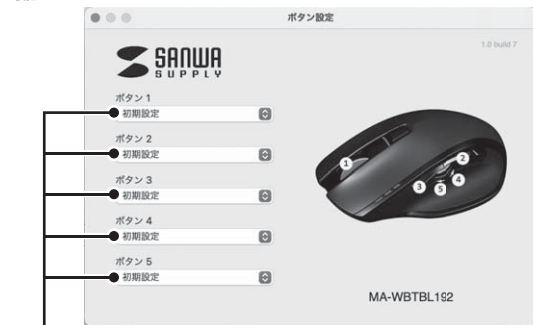 ボタン設定
1.0 build 7
SANWA
SUPPLY
ボタン 1
初期設定
ボタン 2
初期設定
ボタン 3
初期設定
ボタン 4
初期設定
ボタン 5
初期設定
1
2
3
4
5
MA-WBTBL192